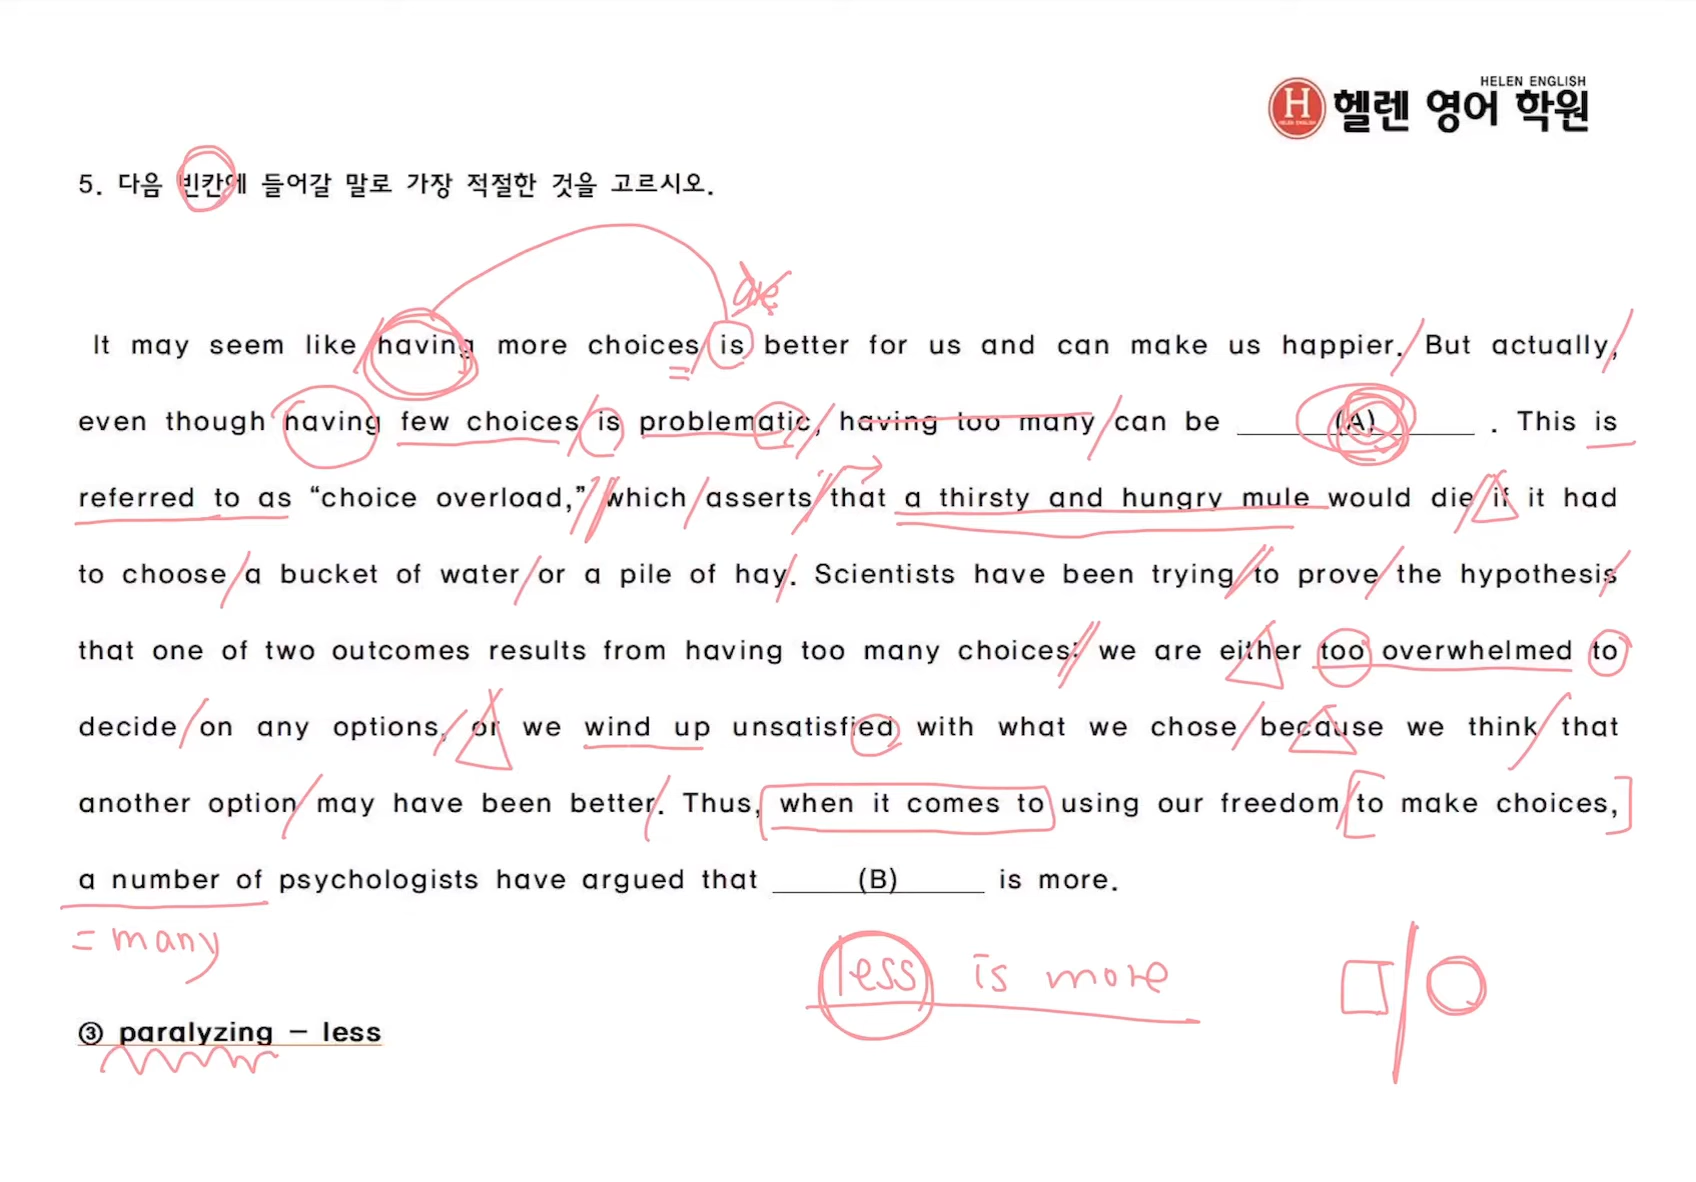 HELEN ENGLISH
H 헬렌 영어 학원
HELEN ENGLISH
5. 다음 빈칸에 들어갈 말로 가장 적절한 것을 고르시오.
are
It may seem like having more choices is better for us and can make us happier. But actually,
even though having few choices is problematic, having too many can be (A) . This is
referred to as “choice overload,” which asserts that a thirsty and hungry mule would die if it had
to choose a bucket of water or a pile of hay. Scientists have been trying to prove the hypothesis
that one of two outcomes results from having too many choices: we are either too overwhelmed to
decide on any options, or we wind up unsatisfied with what we chose because we think that
another option may have been better. Thus, when it comes to using our freedom to make choices,
a number of psychologists have argued that (B) is more.
= many
less is more
③ paralyzing – less